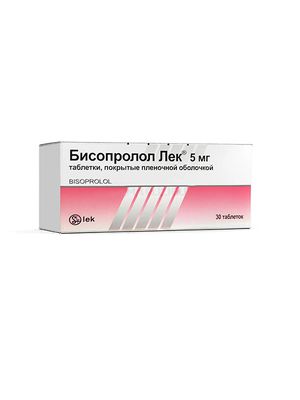 Бисопролол Лек® 5 мг
таблетки, покрытые пленочной оболочкой
BISOPROLOL
lek
30 таблеток